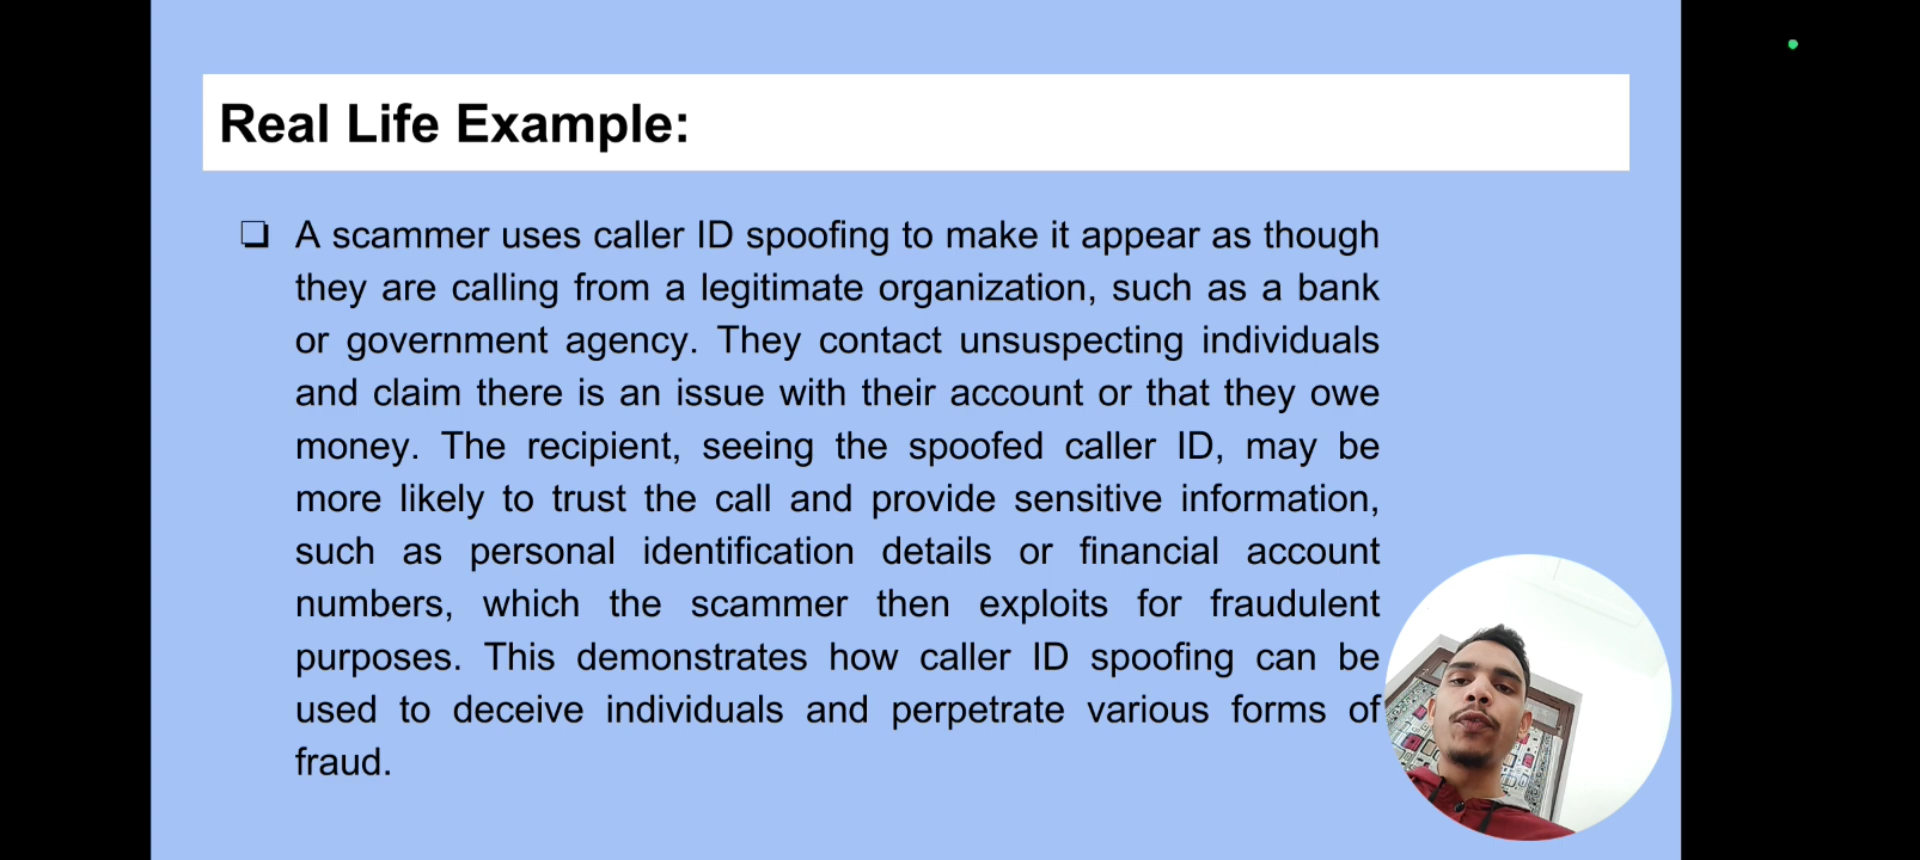 Real Life Example:
❏ A scammer uses caller ID spoofing to make it appear as though
they are calling from a legitimate organization, such as a bank
or government agency. They contact unsuspecting individuals
and claim there is an issue with their account or that they owe
money. The recipient, seeing the spoofed caller ID, may be
more likely to trust the call and provide sensitive information,
such as personal identification details or financial account
numbers, which the scammer then exploits for fraudulent
purposes. This demonstrates how caller ID spoofing can be
used to deceive individuals and perpetrate various forms of
fraud.